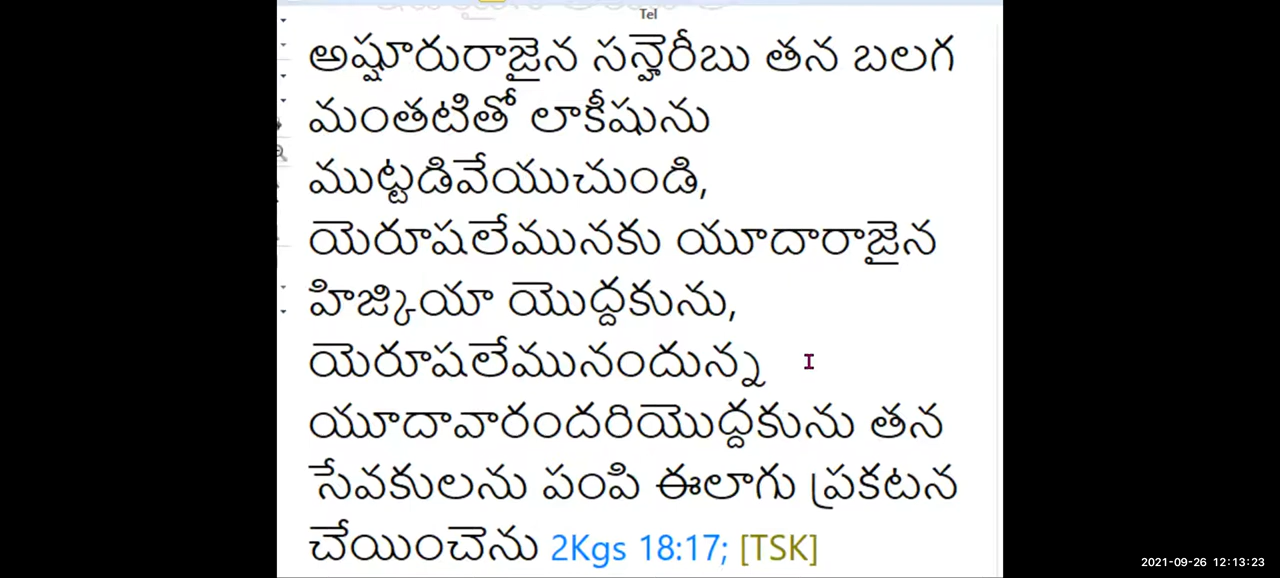 Tel
అష్షూరురాజైన సన్హెరీబు తన బలగ
మంతటితో లాకీషును
ముట్టడివేయుచుండి,
యెరూషలేమునకు యూదారాజైన
హిజ్కియా యొద్దకును,
యెరూషలేమునందున్న
యూదావారందరియొద్దకును తన
సేవకులను పంపి ఈలాగు ప్రకటన
చేయించెను 2Kgs 18:17; [TSK]
2021-09-26 12:13:23